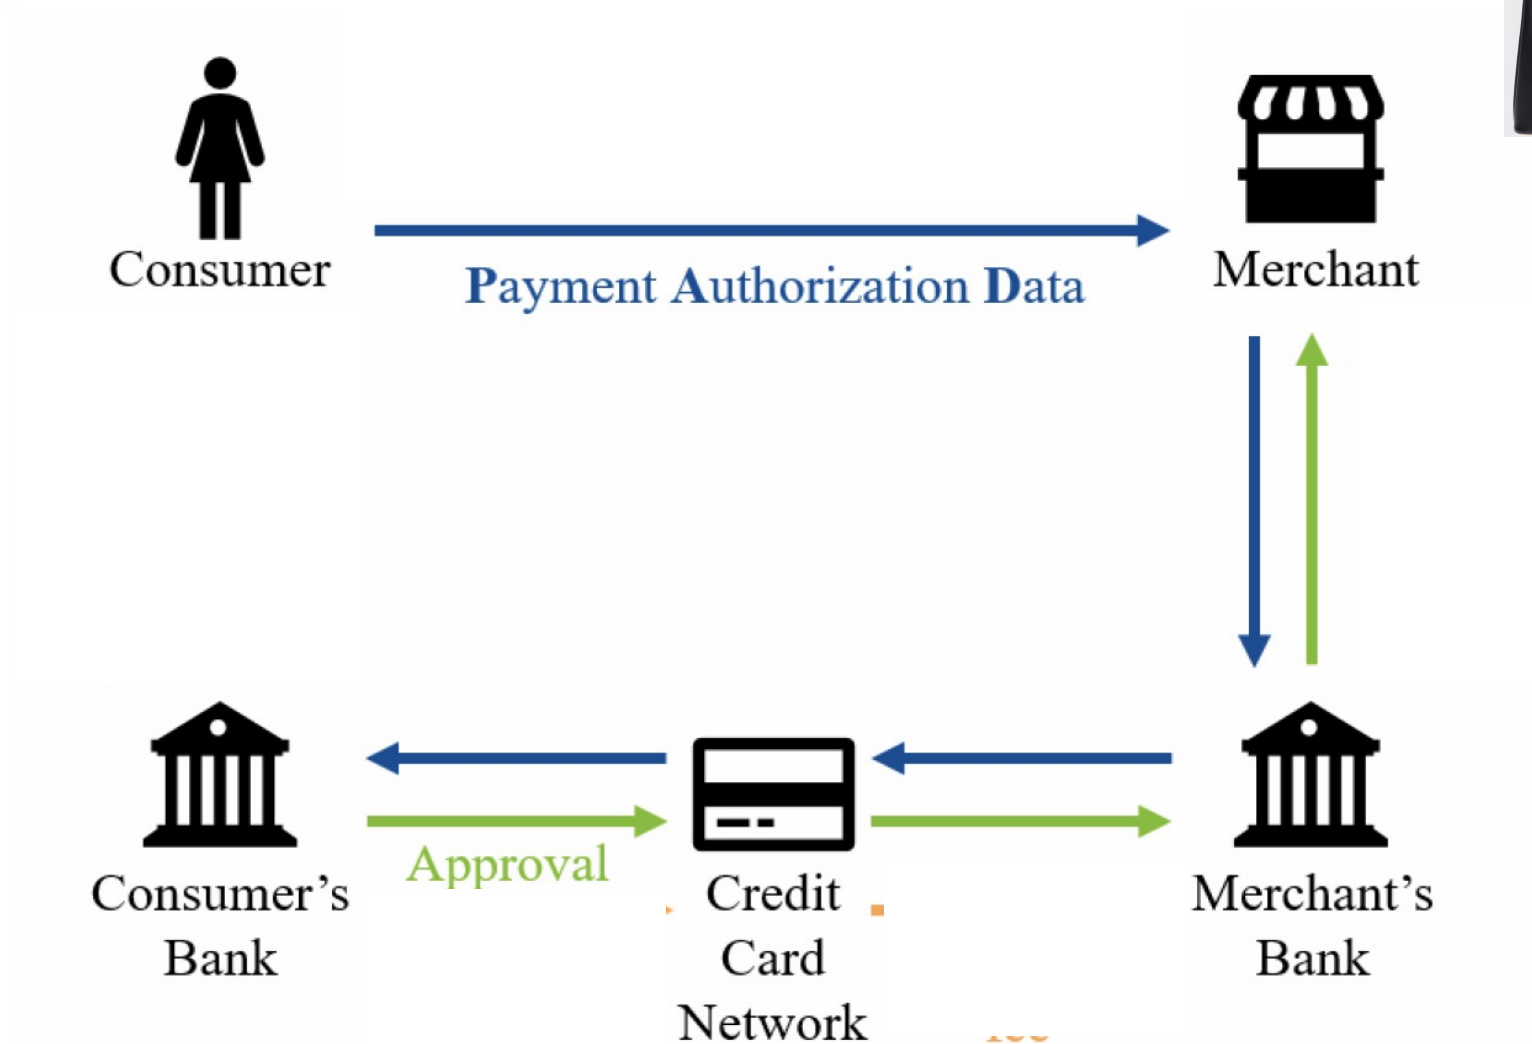 Consumer
Merchant
Payment Authorization Data
Approval
Consumer’s
Bank
Credit
Card
Network
Merchant’s
Bank